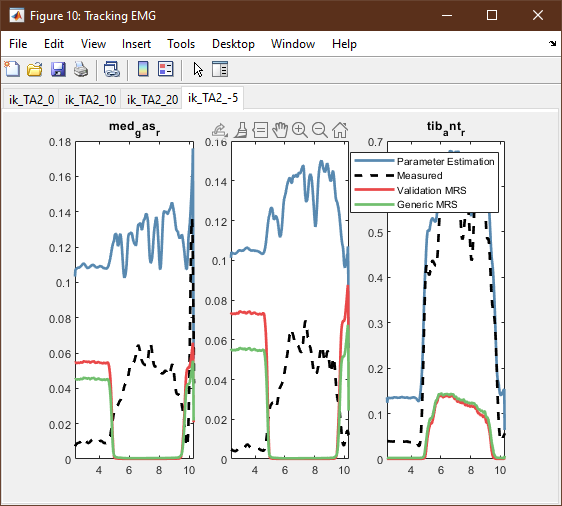 Figure 10: Tracking EMG
File Edit View Insert Tools Desktop Window Help
ik_TA2_0 ik_TA2_10 ik_TA2_20 ik_TA2_-5
med_gas_r tib_ant_r
0.18
0.16
0.14
0.12
0.1
0.08
0.06
0.04
0.02
0
4 6 8 10
0.16
0.14
0.12
0.1
0.08
0.06
0.04
0.02
0
4 6 8 10
0.7
0.5
0.4
0.3
0.2
0.1
0
4 6 8 10
Parameter Estimation
Measured
Validation MRS
Generic MRS